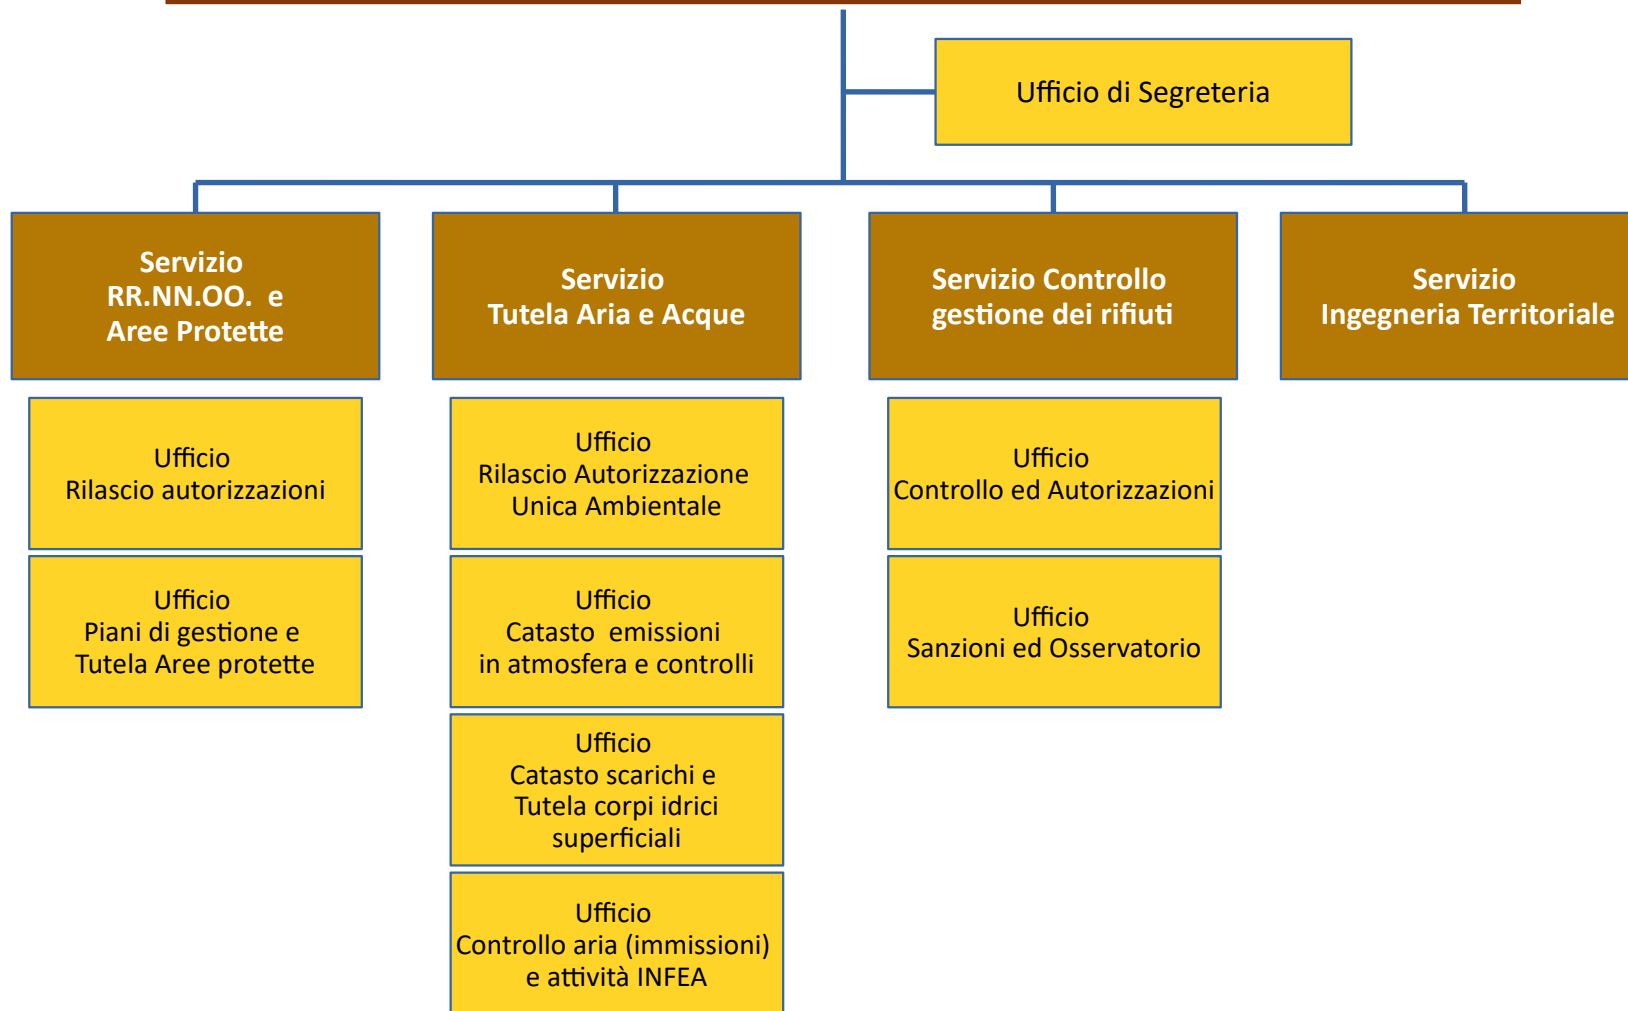 Ufficio di Segreteria
Servizio
RR.NN.OO. e
Aree Protette
Servizio
Tutela Aria e Acque
Servizio Controllo
gestione dei rifiuti
Servizio
Ingegneria Territoriale
Ufficio
Rilascio autorizzazioni
Ufficio
Piani di gestione e
Tutela Aree protette
Ufficio
Rilascio Autorizzazione
Unica Ambientale
Ufficio
Catasto emissioni
in atmosfera e controlli
Ufficio
Catasto scarichi e
Tutela corpi idrici
superficiali
Ufficio
Controllo aria (immissioni)
e attività INFEA
Ufficio
Controllo ed Autorizzazioni
Ufficio
Sanzioni ed Osservatorio